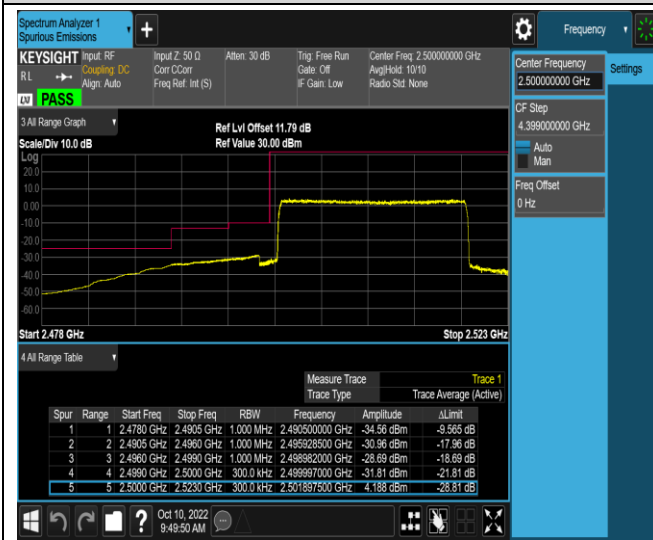 Spectrum Analyzer 1
Spurious Emissions
Frequency
KEYSIGHT
RL
LXI
PASS
Input: RF
Coupling: DC
Align: Auto
Input Z: 50 Ω
Corr CCorr
Freq Ref: Int (S)
Atten: 30 dB
Trig: Free Run
Gate: Off
IF Gain: Low
Center Freq: 2.500000000 GHz
Avg|Hold: 10/10
Radio Std: None
Center Frequency
2.500000000 GHz
Settings
CF Step
4.399000000 GHz
Auto
Man
Freq Offset
0 Hz
3 All Range Graph
Scale/Div 10.0 dB
Ref Lvl Offset 11.79 dB
Ref Value 30.00 dBm
Log
20.0
10.0
0.00
-10.0
-20.0
-30.0
-40.0
-50.0
-60.0
Start 2.478 GHz
Stop 2.523 GHz
4 All Range Table
Measure Trace Trace 1
Trace Type Trace Average (Active)
Spur Range Start Freq Stop Freq RBW Frequency Amplitude ΔLimit
1 1 2.4780 GHz 2.4905 GHz 1.000 MHz 2.490500000 GHz -34.56 dBm -9.565 dB
2 2 2.4905 GHz 2.4960 GHz 1.000 MHz 2.495928500 GHz -30.96 dBm -17.96 dB
3 3 2.4960 GHz 2.4990 GHz 1.000 MHz 2.498982000 GHz -28.69 dBm -18.69 dB
4 4 2.4990 GHz 2.5000 GHz 300.0 kHz 2.499997000 GHz -31.81 dBm -21.81 dB
5 5 2.5000 GHz 2.5230 GHz 300.0 kHz 2.501897500 GHz 4.188 dBm -28.81 dB
Oct 10, 2022
9:49:50 AM